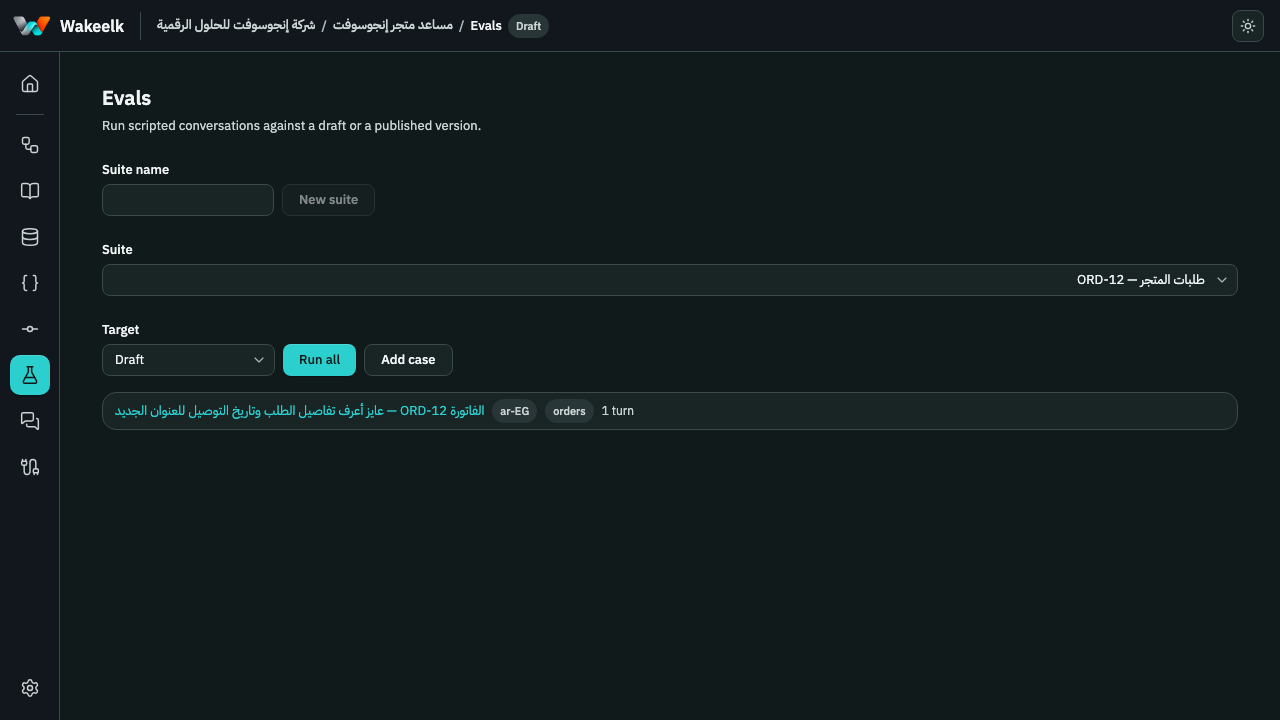 Wakeelk
شركة إنجوسوفت للحلول الرقمية / مساعد متجر إنجوسوفت / Evals Draft
Evals
Run scripted conversations against a draft or a published version.
Suite name
New suite
Suite
طلبات المتجر — ORD-12
Target
Draft Run all Add case
الفاتورة ORD-12 — عايز أعرف تفاصيل الطلب وتاريخ التوصيل للعنوان الجديد ar-EG orders 1 turn